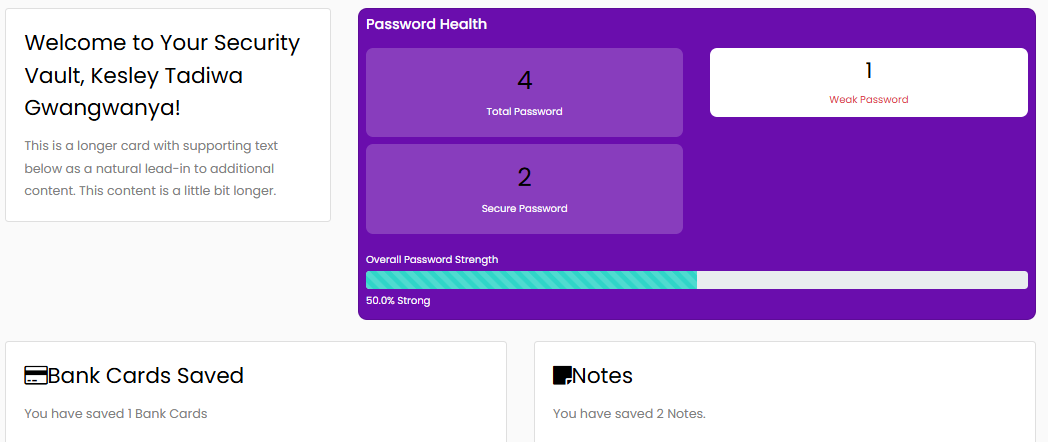 Welcome to Your Security
Vault, Kesley Tadiwa
Gwangwanya!
This is a longer card with supporting text
below as a natural lead-in to additional
content. This content is a little bit longer.
Password Health
4
Total Password
1
Weak Password
2
Secure Password
Overall Password Strength
50.0% Strong
Bank Cards Saved
You have saved 1 Bank Cards
Notes
You have saved 2 Notes.